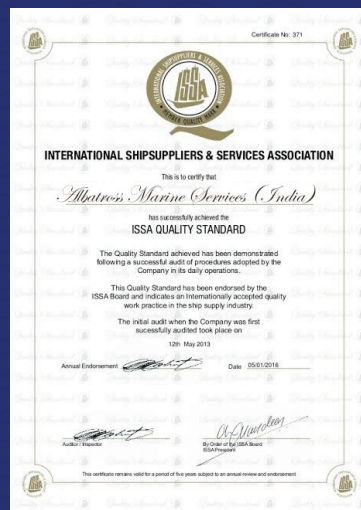 Certificate No: 371
INTERNATIONAL SHIPSUPPLIERS & SERVICES ASSOCIATION
ISSA
MEMBER QUALITY MARK
INTERNATIONAL SHIPSUPPLIERS & SERVICES ASSOCIATION
This is to certify that
Albatross Marine Services (India)
has successfully achieved the
ISSA QUALITY STANDARD
The Quality Standard achieved has been demonstrated
following a successful audit of procedures adopted by the
Company in its daily operations.
This Quality Standard has been endorsed by the
ISSA Board and indicates an Internationally accepted quality
work practice in the ship supply industry.
The initial audit when the Company was first
sucessfully audited took place on
12th May 2013
Annual Endorsement Date 05/01/2016
Auditor / Inspector
By Order of the ISSA Board
ISSA President
This certificate remains valid for a period of five years subject to an annual review and endorsement